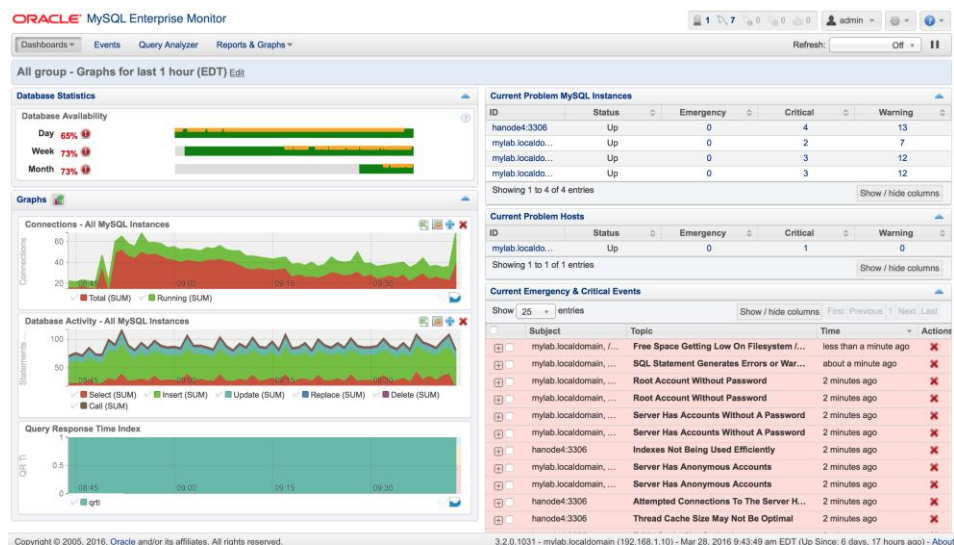 ORACLE MySQL Enterprise Monitor
1 7 0 0 0 admin
Dashboards Events Query Analyzer Reports & Graphs
Refresh: Off
All group - Graphs for last 1 hour (EDT) Edit
Database Statistics
Database Availability
Day 65%
Week 73%
Month 73%
Graphs
Connections - All MySQL Instances
Connections
60
40
20
08:45 09:00 09:15 09:30
Total (SUM) Running (SUM)
Database Activity - All MySQL Instances
Statements ...
100
50
08:45 09:00 09:15 09:30
Select (SUM) Insert (SUM) Update (SUM) Replace (SUM) Delete (SUM)
Call (SUM)
Query Response Time Index
QRTI
1
0.5
0
08:45 09:00 09:15 09:30
qrti
Current Problem MySQL Instances
ID Status Emergency Critical Warning
hanode4:3306 Up 0 4 13
mylab.localdo... Up 0 2 7
mylab.localdo... Up 0 3 12
mylab.localdo... Up 0 3 12
Showing 1 to 4 of 4 entries
Show / hide columns
Current Problem Hosts
ID Status Emergency Critical Warning
mylab.localdo... Up 0 1 0
Showing 1 to 1 of 1 entries
Show / hide columns
Current Emergency & Critical Events
Show 25 entries Show / hide columns First Previous 1 Next Last
Subject Topic Time Actions
mylab.localdomain, /... Free Space Getting Low On Filesystem /... less than a minute ago
mylab.localdomain, ... SQL Statement Generates Errors or War... about a minute ago
mylab.localdomain, ... Root Account Without Password 2 minutes ago
mylab.localdomain, ... Root Account Without Password 2 minutes ago
mylab.localdomain, ... Server Has Accounts Without A Password 2 minutes ago
mylab.localdomain, ... Server Has Accounts Without A Password 2 minutes ago
hanode4:3306 Indexes Not Being Used Efficiently 2 minutes ago
mylab.localdomain, ... Server Has Anonymous Accounts 2 minutes ago
mylab.localdomain, ... Server Has Anonymous Accounts 2 minutes ago
hanode4:3306 Attempted Connections To The Server H... 2 minutes ago
hanode4:3306 Thread Cache Size May Not Be Optimal 2 minutes ago
Copyright © 2005, 2016, Oracle and/or its affiliates. All rights reserved.
3.2.0.1031 - mylab.localdomain (192.168.1.10) - Mar 28, 2016 9:43:49 am EDT (Up Since: 6 days, 17 hours ago) - About